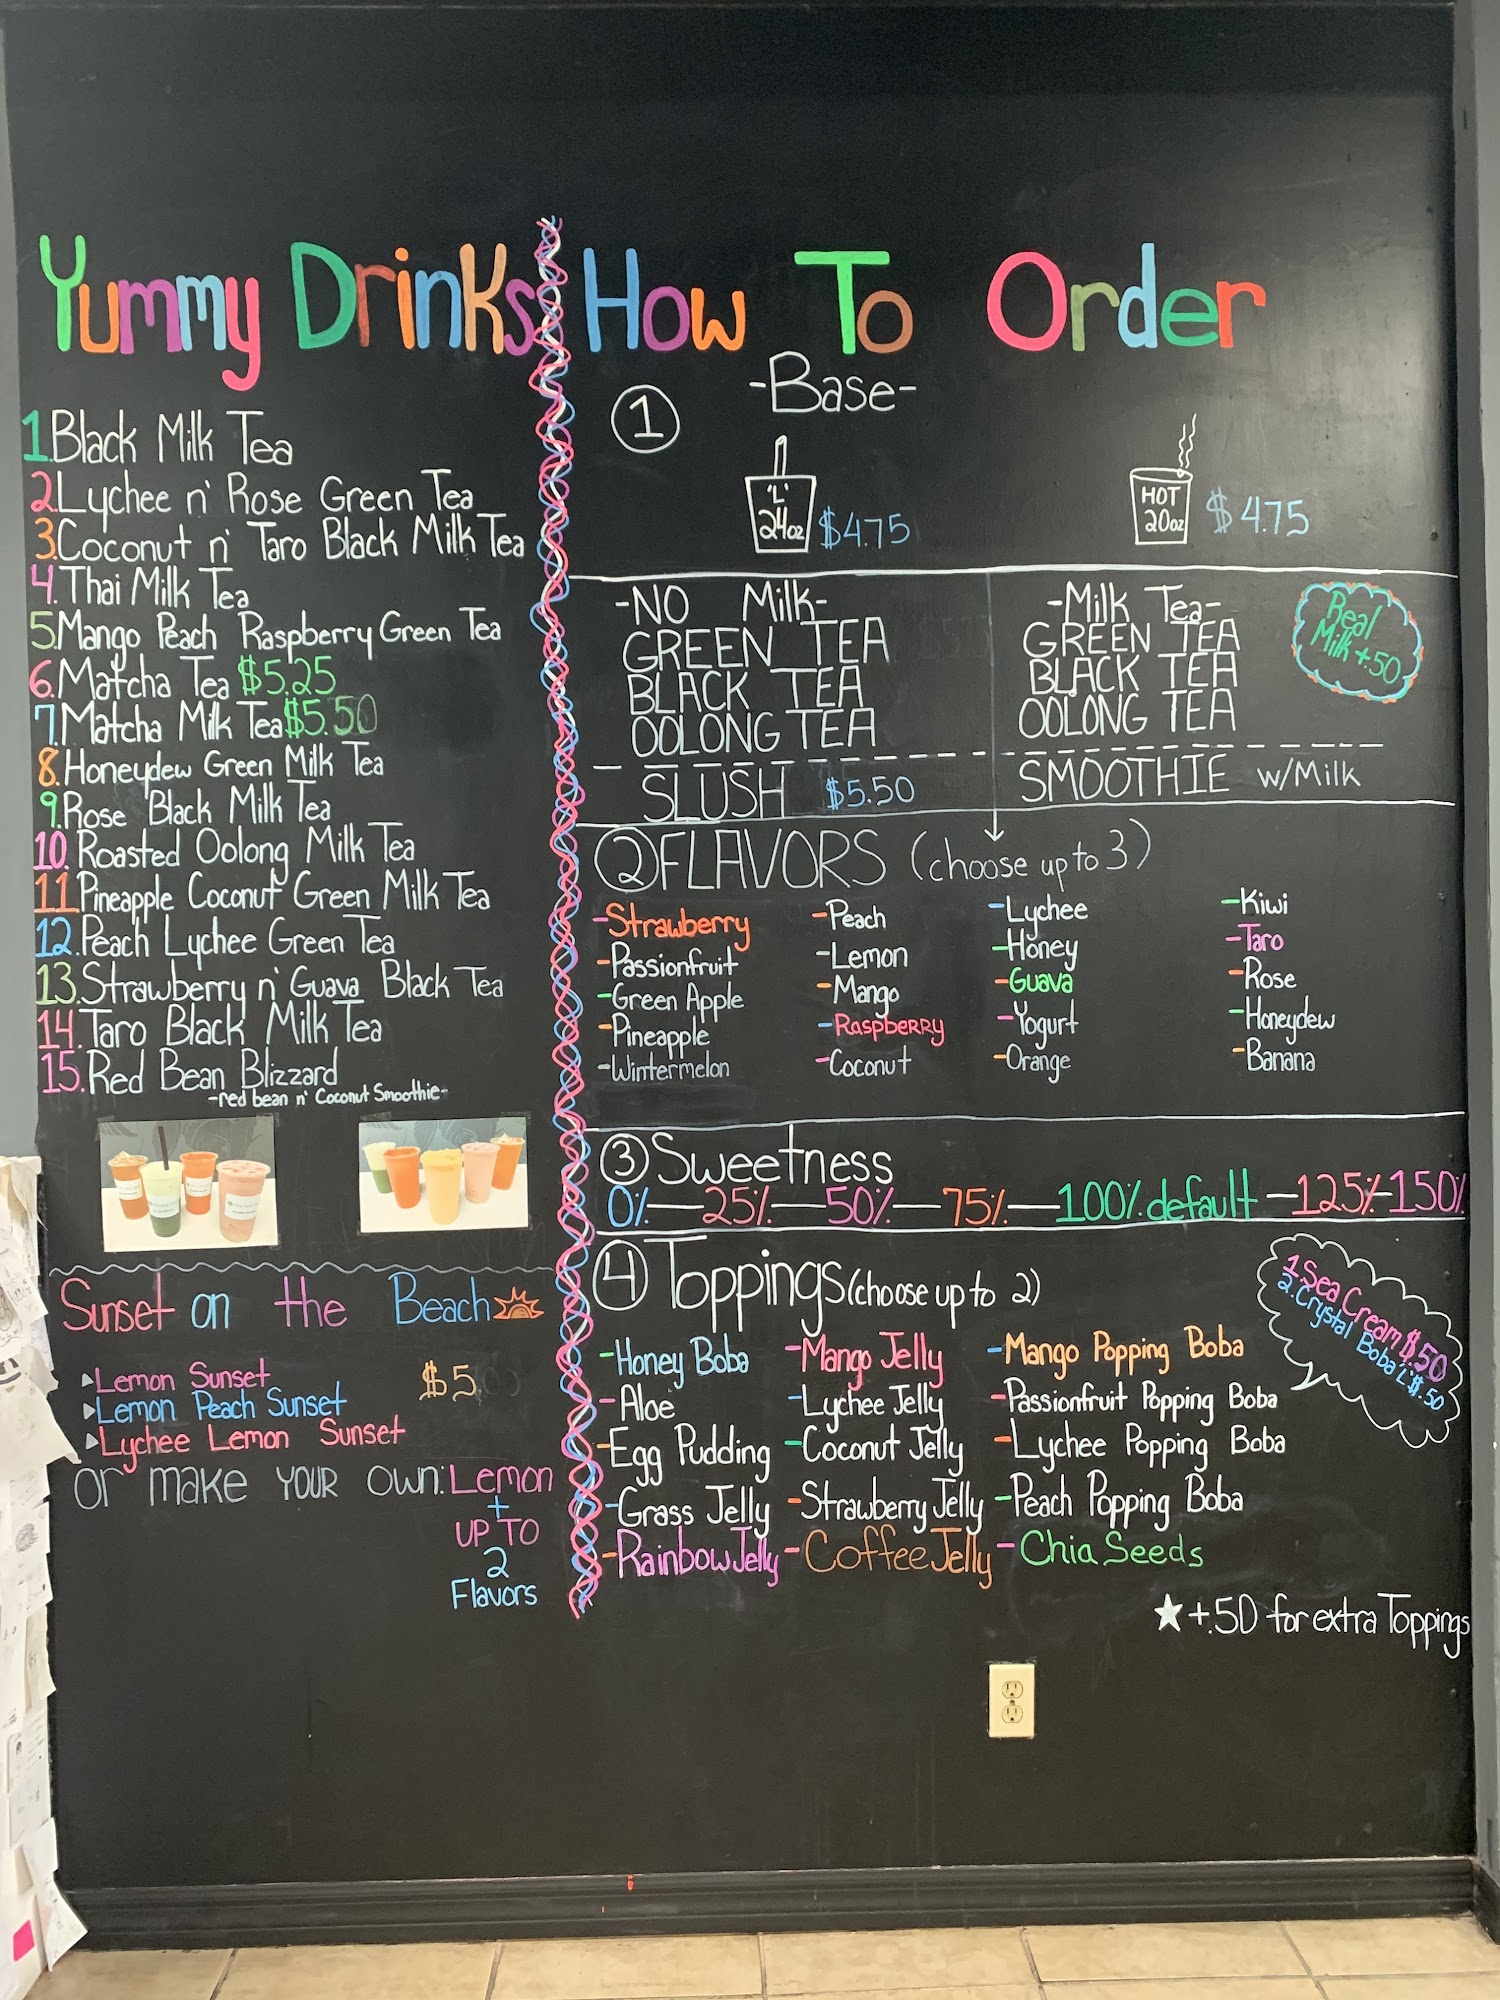 Yummy Drinks
1.Black Milk Tea
2.Lychee n' Rose Green Tea
3.Coconut n' Taro Black Milk Tea
4.Thai Milk Tea
5.Mango Peach Raspberry Green Tea
6.Matcha Tea $5.25
7.Matcha Milk Tea $5.50
8.Honeydew Green Milk Tea
9.Rose Black Milk Tea
10.Roasted Oolong Milk Tea
11.Pineapple Coconut Green Milk Tea
12.Peach Lychee Green Tea
13.Strawberry n' Guava Black Tea
14.Taro Black Milk Tea
15.Red Bean Blizzard
-red bean n' Coconut Smoothie-
Sunset on the Beach
Lemon Sunset $5.00
Lemon Peach Sunset
Lychee Lemon Sunset
or make YOUR own: Lemon
+
UP TO
2
Flavors
How To Order
1 -Base-
'L'
24oz $4.75
HOT
20oz $4.75
-NO Milk-
GREEN TEA
BLACK TEA
OOLONG TEA
SLUSH $5.50
-Milk Tea-
GREEN TEA
BLACK TEA
OOLONG TEA
SMOOTHIE w/Milk
Real
Milk +.50
2 FLAVORS (choose up to 3)
-Strawberry
-Passionfruit
-Green Apple
-Pineapple
-Wintermelon
-Peach
-Lemon
-Mango
-Raspberry
-Coconut
-Lychee
-Honey
-Guava
-Yogurt
-Orange
-Kiwi
-Taro
-Rose
-Honeydew
-Banana
3 Sweetness
0%—25%—50%—75%—100% default—125%-150%
4 Toppings (choose up to 2)
-Honey Boba
-Aloe
-Egg Pudding
-Grass Jelly
-Rainbow Jelly
-Mango Jelly
-Lychee Jelly
-Coconut Jelly
-Strawberry Jelly
-Coffee Jelly
-Mango Popping Boba
-Passionfruit Popping Boba
-Lychee Popping Boba
-Peach Popping Boba
-Chia Seeds
1.Sea Cream $.50
2.Crystal Boba 'L' $.50
★ +.50 for extra Toppings